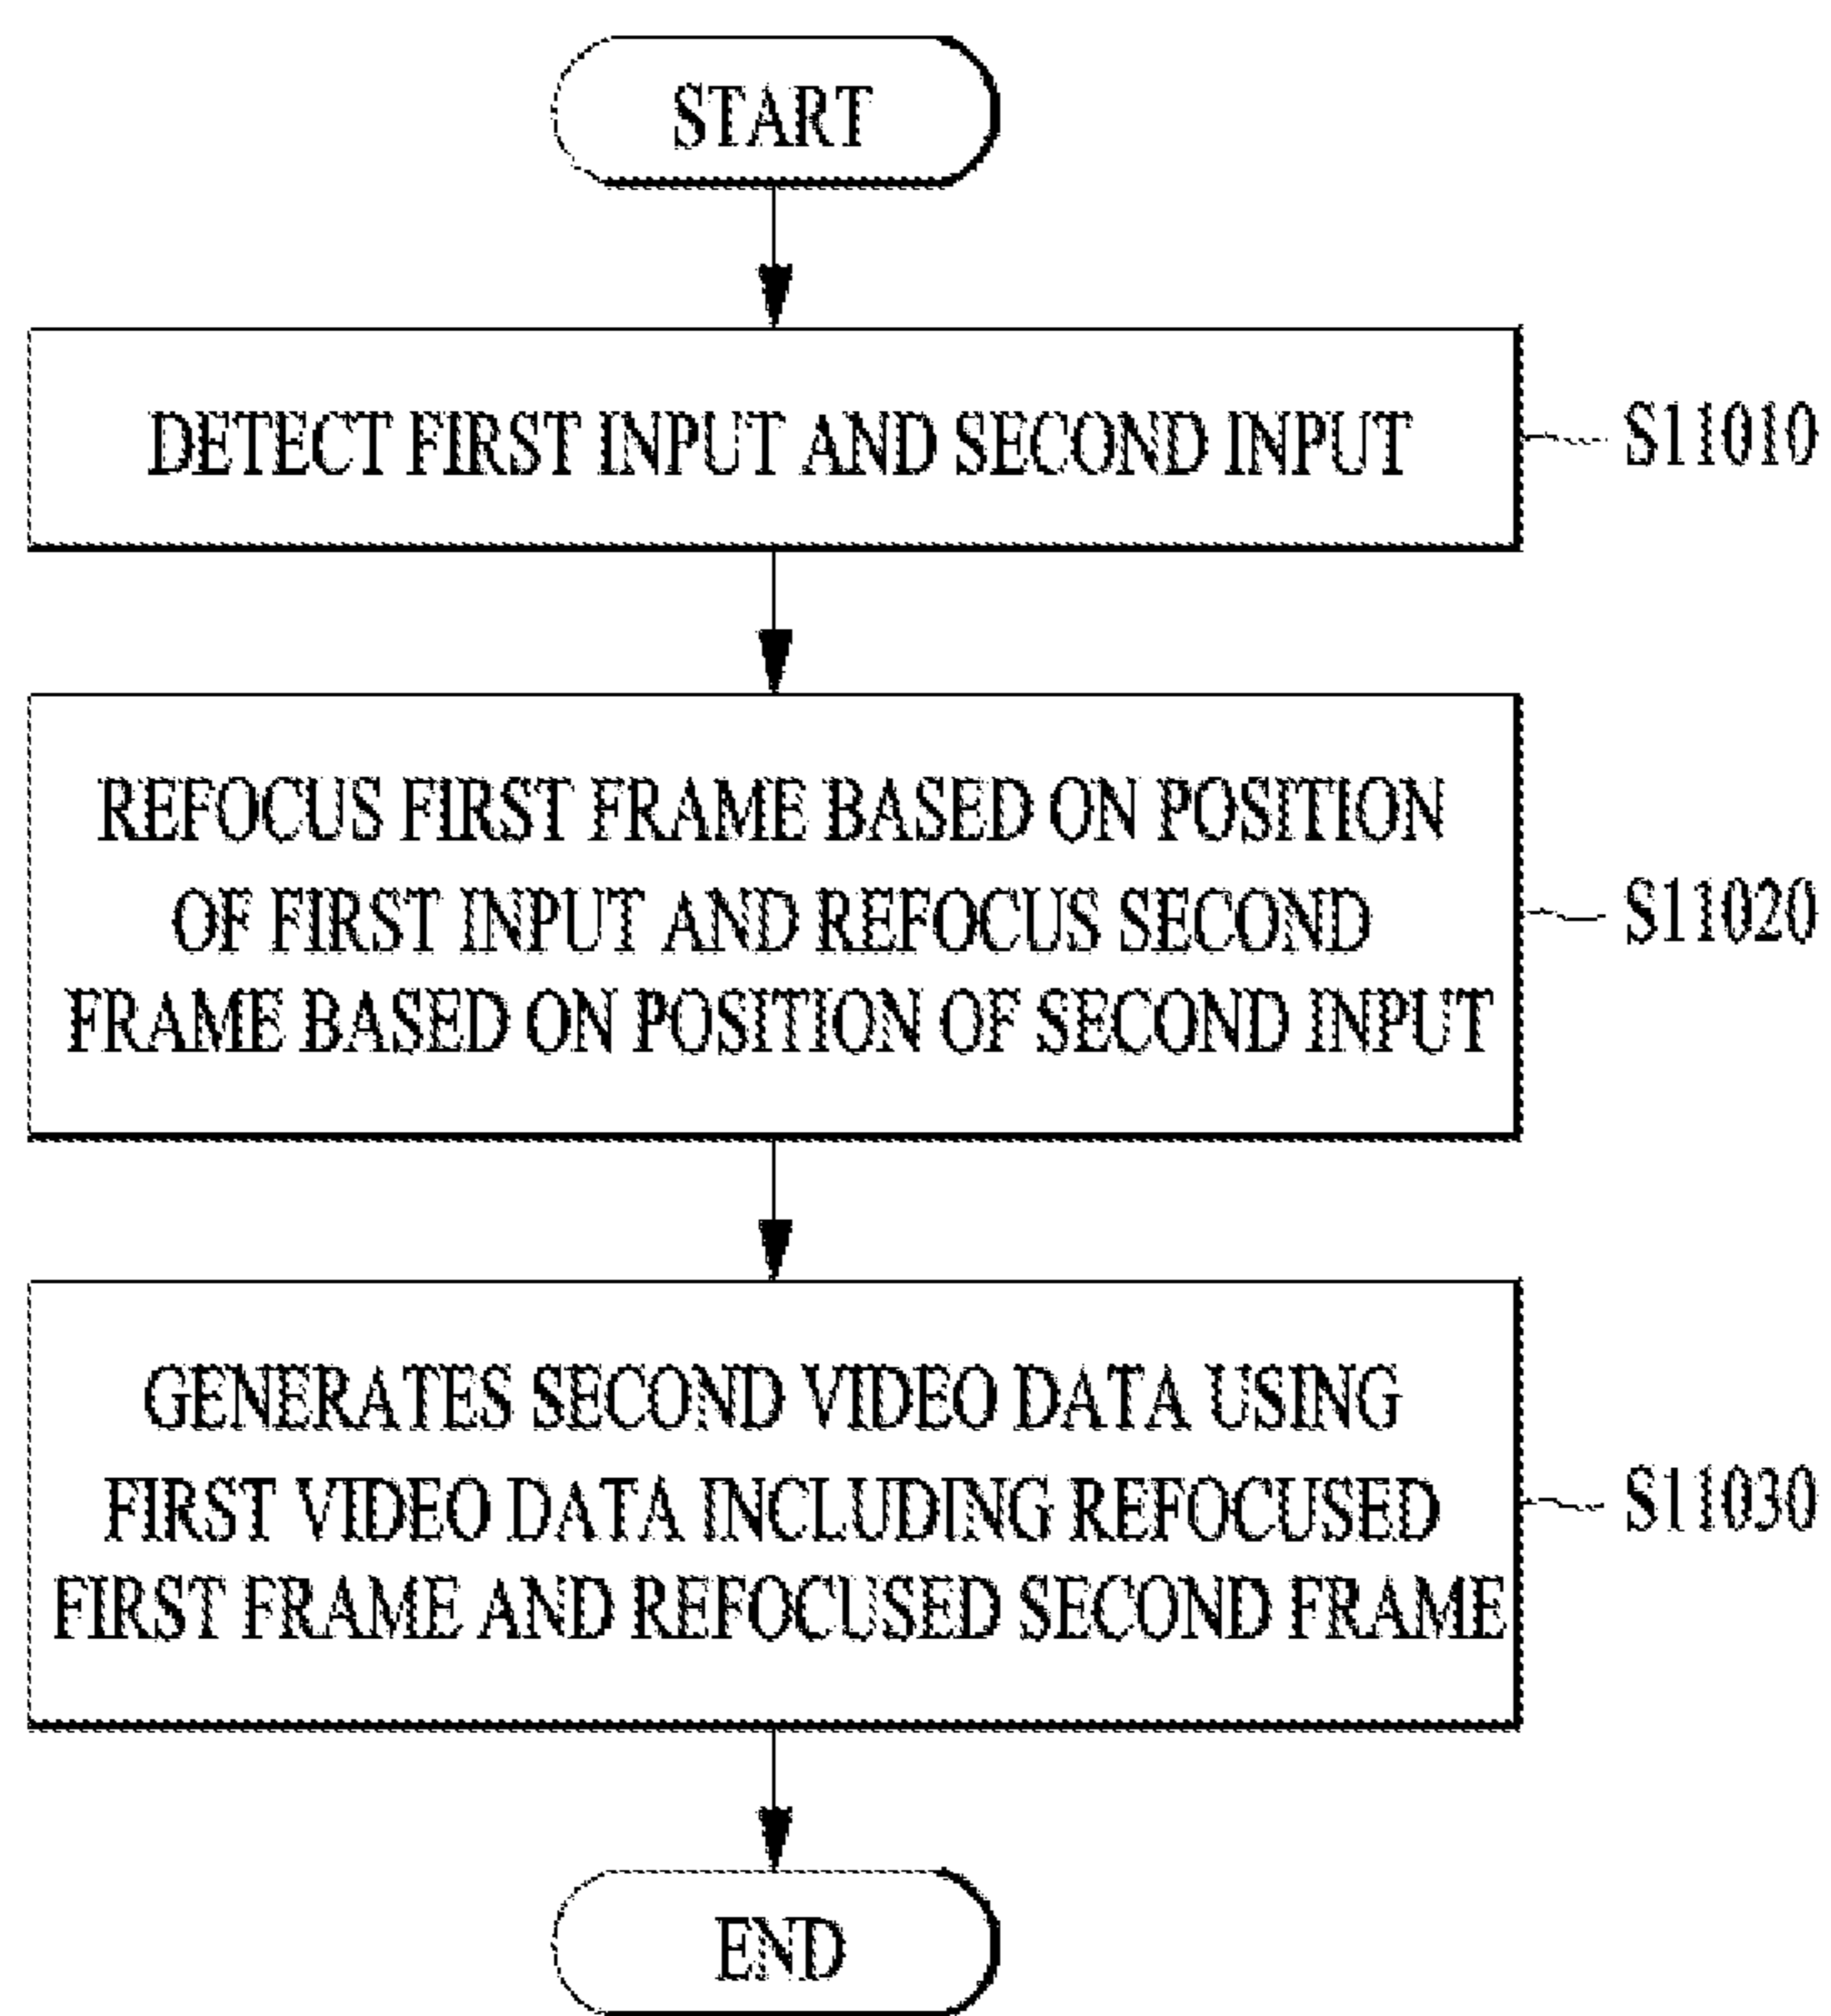 START
DETECT FIRST INPUT AND SECOND INPUT
S11010
REFOCUS FIRST FRAME BASED ON POSITION
OF FIRST INPUT AND REFOCUS SECOND
FRAME BASED ON POSITION OF SECOND INPUT
S11020
GENERATES SECOND VIDEO DATA USING
FIRST VIDEO DATA INCLUDING REFOCUSED
FIRST FRAME AND REFOCUSED SECOND FRAME
S11030
END